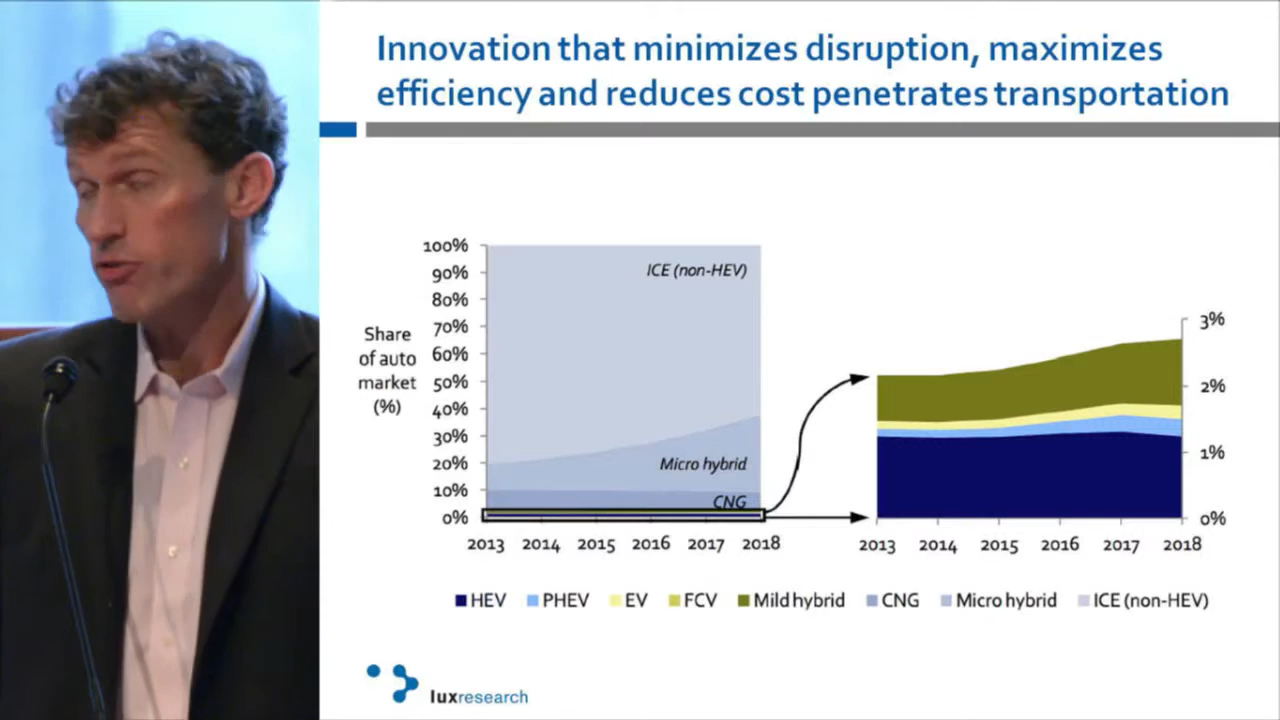 Innovation that minimizes disruption, maximizes
efficiency and reduces cost penetrates transportation
Share
of auto
market
(%)
100%
90%
80%
70%
60%
50%
40%
30%
20%
10%
0%
ICE (non-HEV)
Micro hybrid
CNG
2013 2014 2015 2016 2017 2018
3%
2%
1%
0%
2013 2014 2015 2016 2017 2018
HEV PHEV EV FCV Mild hybrid CNG Micro hybrid ICE (non-HEV)
luxresearch